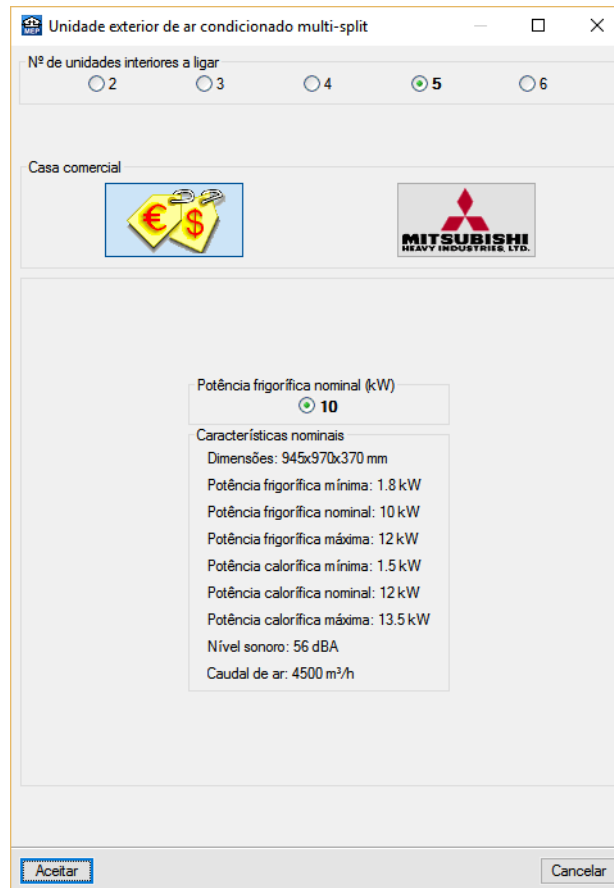 MEP
Unidade exterior de ar condicionado multi-split
Nº de unidades interiores a ligar
2 3 4 5 6
Casa comercial
€ $
MITSUBISHI
HEAVY INDUSTRIES, LTD.
Potência frigorífica nominal (kW)
10
Características nominais
Dimensões: 945x970x370 mm
Potência frigorífica mínima: 1.8 kW
Potência frigorífica nominal: 10 kW
Potência frigorífica máxima: 12 kW
Potência calorífica mínima: 1.5 kW
Potência calorífica nominal: 12 kW
Potência calorífica máxima: 13.5 kW
Nível sonoro: 56 dBA
Caudal de ar: 4500 m³/h
Aceitar Cancelar